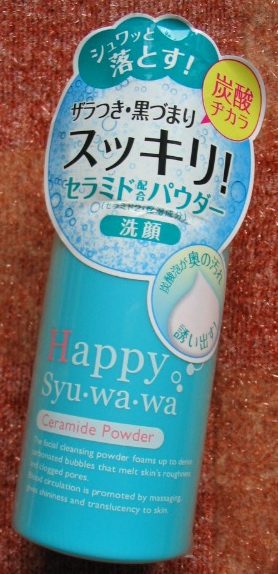 シュワッと
落とす!
炭酸
ヂカラ
ザラつき・黒づまり
スッキリ!
セラミド配合パウダー
洗顔
炭酸泡が奥の汚れ
誘い出す!
Happy
Syu·wa·wa
Ceramide Powder
The facial cleansing powder foams up to dense
carbonated bubbles that melt skin's roughness
and clogged pores.
circulation is promoted by massaging,
gives shininess and translucency to skin.